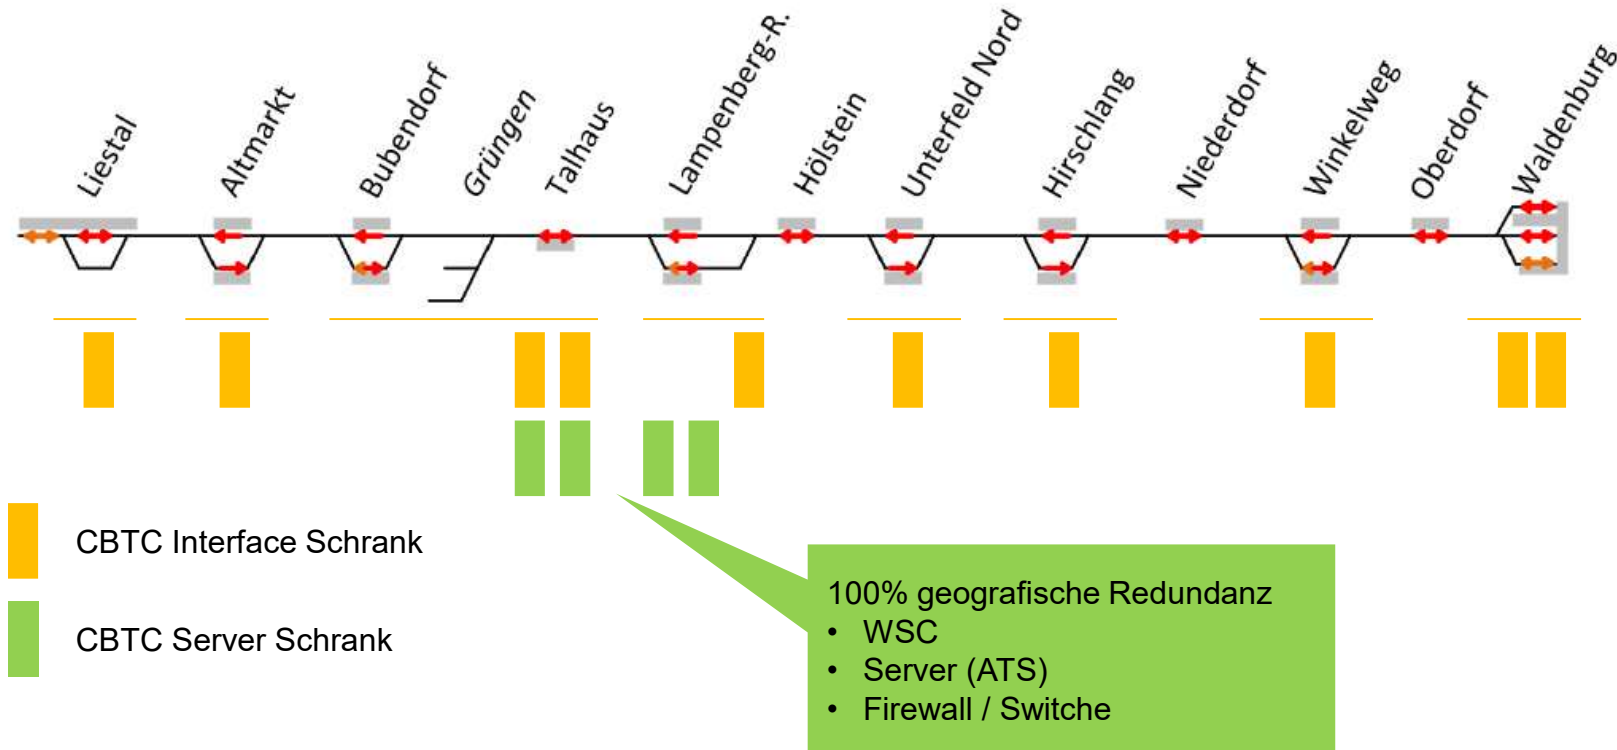 Liestal
Altmarkt
Bubendorf
Grüngen
Talhaus
Lampenberg-R.
Hölstein
Unterfeld Nord
Hirschlang
Niederdorf
Winkelweg
Oberdorf
Waldenburg
CBTC Interface Schrank
CBTC Server Schrank
100% geografische Redundanz
• WSC
• Server (ATS)
• Firewall / Switche